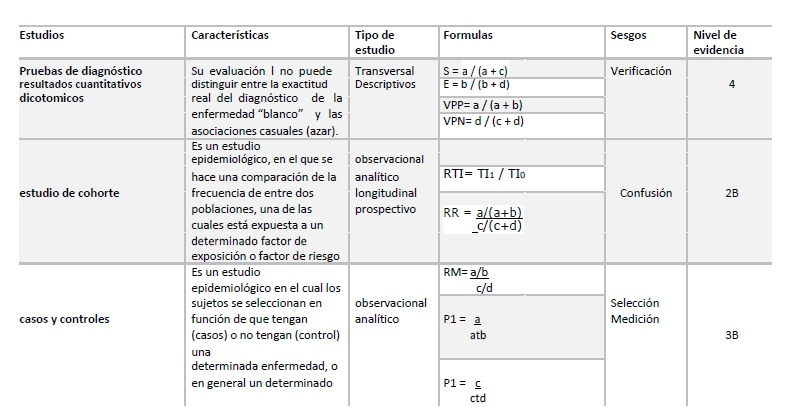 Estudios
Características
Tipo de
estudio
Formulas
Sesgos
Nivel de
evidencia
Pruebas de diagnóstico
resultados cuantitativos
dicotomicos
Su evaluación l no puede
distinguir entre la exactitud
real del diagnóstico de la
enfermedad “blanco” y las
asociaciones casuales (azar).
Transversal
Descriptivos
S = a / (a + c)
E = b / (b + d)
VPP= a / (a + b)
VPN= d / (c + d)
Verificación
4
estudio de cohorte
Es un estudio
epidemiológico, en el que se
hace una comparación de la
frecuencia de entre dos
poblaciones, una de las
cuales está expuesta a un
determinado factor de
exposición o factor de riesgo
observacional
analítico
longitudinal
prospectivo
RTI= TI₁ / TI₀
RR = a/(a+b)
c/(c+d)
Confusión
2B
casos y controles
Es un estudio
epidemiológico en el cual los
sujetos se seleccionan en
función de que tengan
(casos) o no tengan (control)
una
determinada enfermedad, o
en general un determinado
observacional
analítico
RM= a/b
c/d
P1 = a
atb
P1 = c
ctd
Selección
Medición
3B